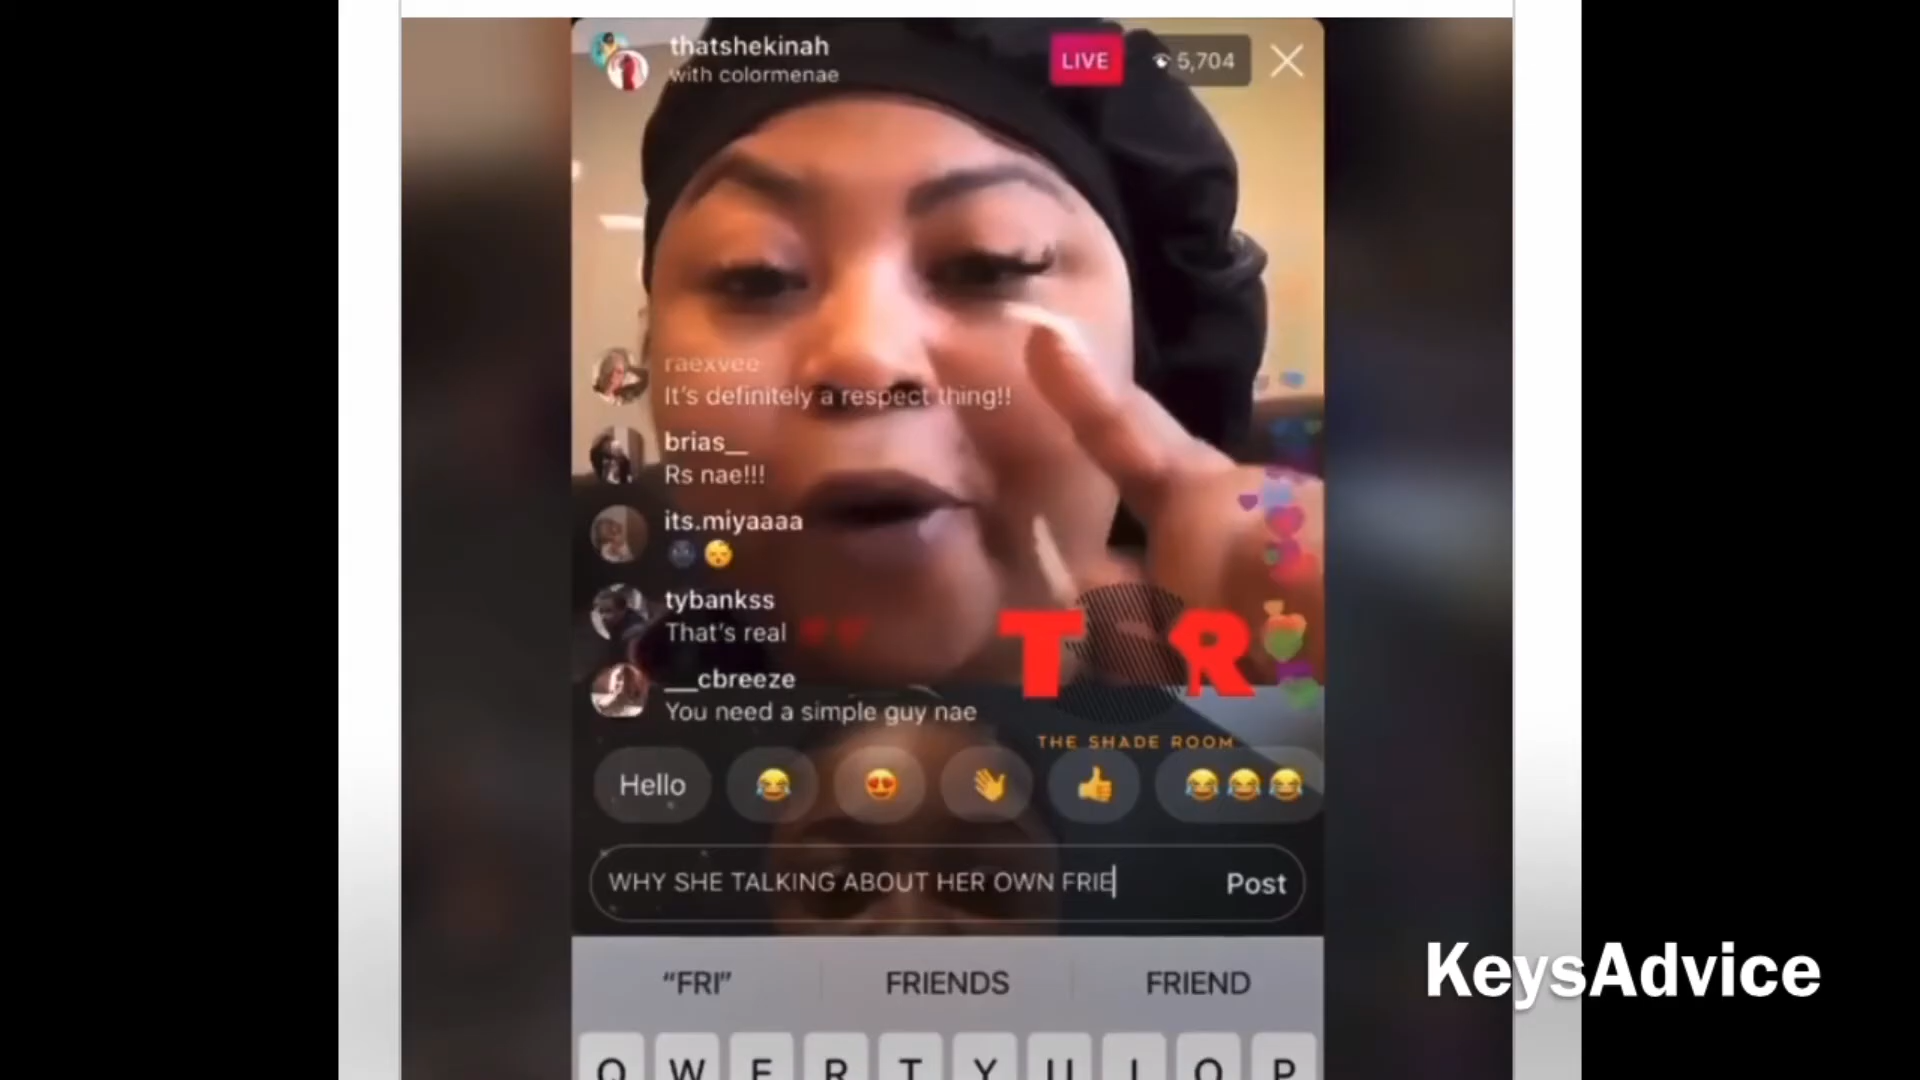 thatshekinah
with colormenae
LIVE
5,704
raexvee
It's definitely a respect thing!!
brias__
Rs nae!!!
its.miyaaaa
tybankss
That's real
___cbreeze
You need a simple guy nae
T R
THE SHADE ROOM
Hello
WHY SHE TALKING ABOUT HER OWN FRIE
Post
"FRI"
FRIENDS
FRIEND
KeysAdvice
Q W E R T Y U I O P